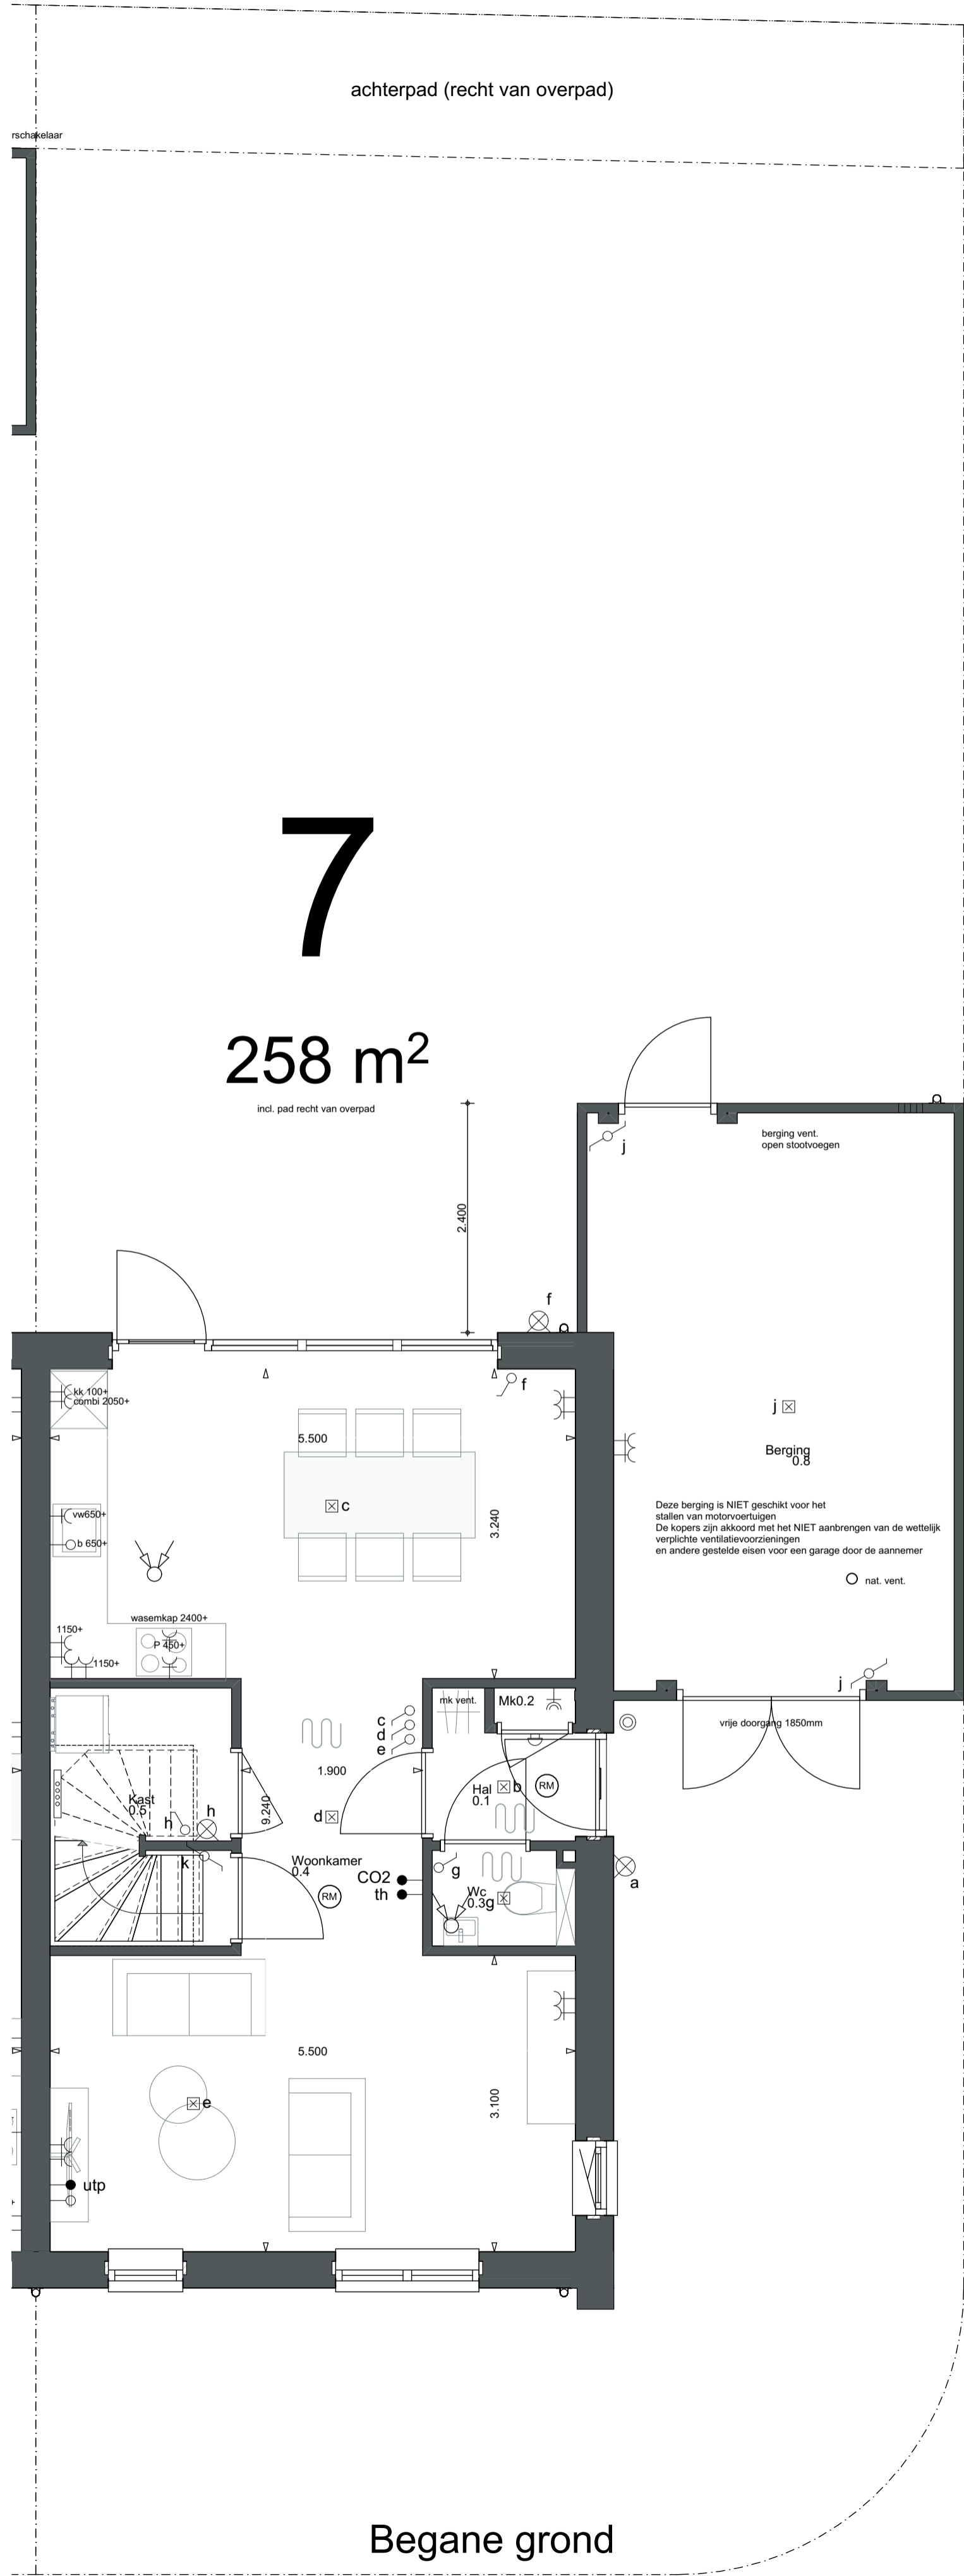 achterpad (recht van overpad)
rschakelaar
7
258 m²
incl. pad recht van overpad
2.400
j
berging vent.
open stootvoegen
f
f
kk 100+
combi 2050+
5.500
j
Berging
0.8
c
3.240
vw650+
b 650+
Deze berging is NIET geschikt voor het
stallen van motorvoertuigen
De kopers zijn akkoord met het NIET aanbrengen van de wettelijk
verplichte ventilatievoorzieningen
en andere gestelde eisen voor een garage door de aannemer
nat. vent.
wasemkap 2400+
1150+
P 450+
1150+
j
mk vent.
Mk0.2
c
d
e
vrije doorgang 1850mm
1.900
Hal
0.1
b
RM
Kast
0.5
h
h
9.240
d
k
Woonkamer
0.4
RM
CO2
th
g
Wc
0.3
g
a
5.500
e
3.100
utp
Begane grond